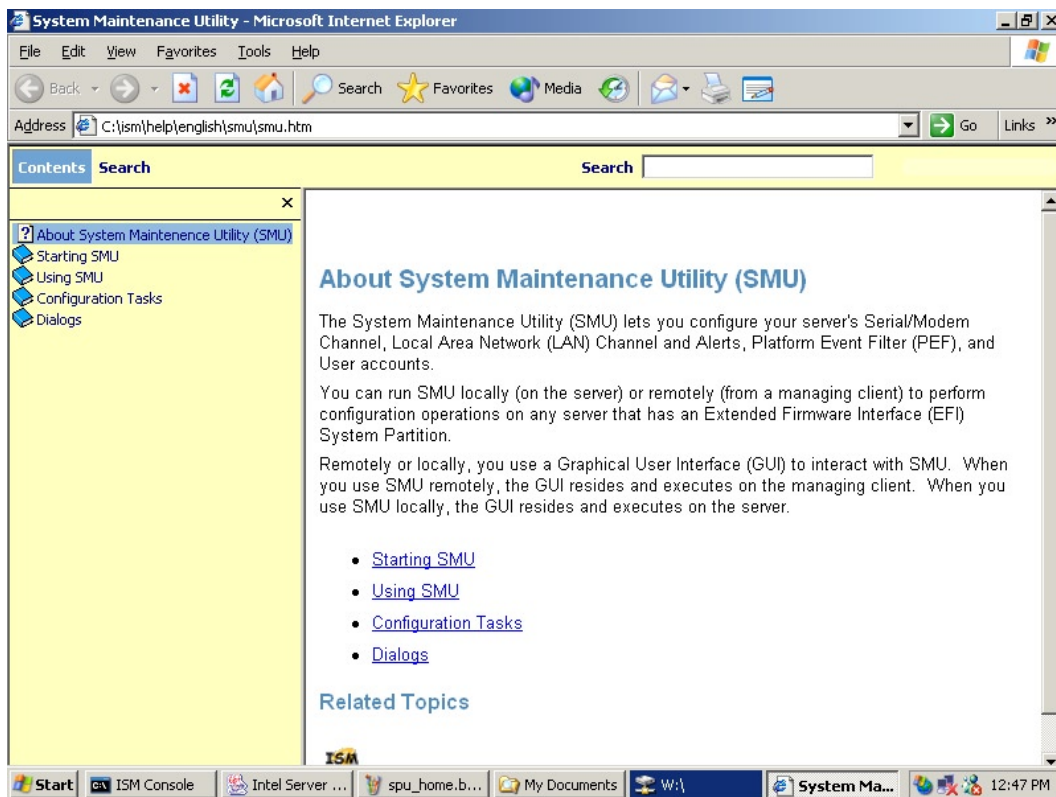 System Maintenance Utility - Microsoft Internet Explorer
File Edit View Favorites Tools Help
Back Search Favorites Media
Address C:\ism\help\english\smu\smu.htm Go Links »
Contents Search Search
About System Maintenence Utility (SMU)
Starting SMU
Using SMU
Configuration Tasks
Dialogs
About System Maintenance Utility (SMU)
The System Maintenance Utility (SMU) lets you configure your server's Serial/Modem
Channel, Local Area Network (LAN) Channel and Alerts, Platform Event Filter (PEF), and
User accounts.
You can run SMU locally (on the server) or remotely (from a managing client) to perform
configuration operations on any server that has an Extended Firmware Interface (EFI)
System Partition.
Remotely or locally, you use a Graphical User Interface (GUI) to interact with SMU. When
you use SMU remotely, the GUI resides and executes on the managing client. When you
use SMU locally, the GUI resides and executes on the server.
• Starting SMU
• Using SMU
• Configuration Tasks
• Dialogs
Related Topics
ISM
Start ISM Console Intel Server ... spu_home.b... My Documents W:\ System Ma... 12:47 PM